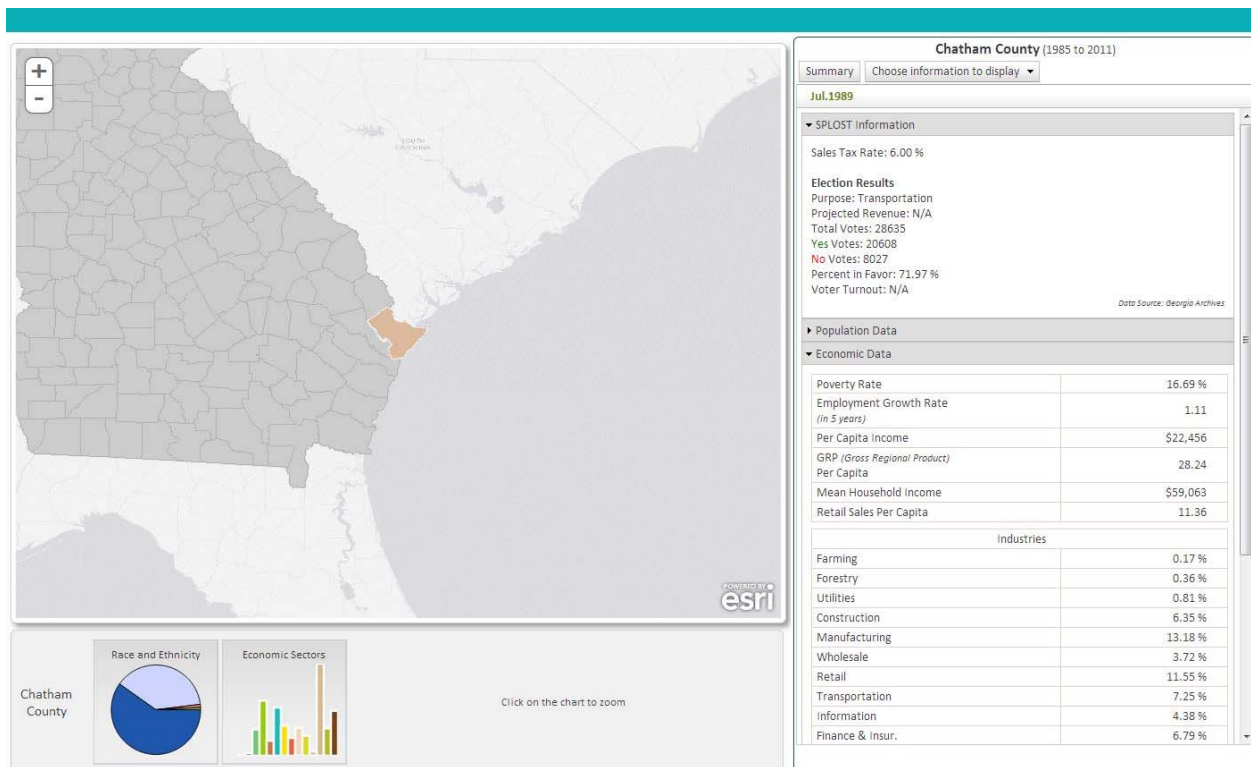 +
-
SOUTH
CAROLINA
POWERED BY
esri
Chatham County (1985 to 2011)
Summary
Choose information to display
Jul.1989
SPLOST Information
Sales Tax Rate: 6.00 %
Election Results
Purpose: Transportation
Projected Revenue: N/A
Total Votes: 28635
Yes Votes: 20608
No Votes: 8027
Percent in Favor: 71.97 %
Voter Turnout: N/A
Data Source: Georgia Archives
Population Data
Economic Data
Poverty Rate 16.69 %
Employment Growth Rate
(in 5 years) 1.11
Per Capita Income $22,456
GRP (Gross Regional Product)
Per Capita 28.24
Mean Household Income $59,063
Retail Sales Per Capita 11.36
Industries
Farming 0.17 %
Forestry 0.36 %
Utilities 0.81 %
Construction 6.35 %
Manufacturing 13.18 %
Wholesale 3.72 %
Retail 11.55 %
Transportation 7.25 %
Information 4.38 %
Finance & Insur. 6.79 %
Chatham
County
Race and Ethnicity
Economic Sectors
Click on the chart to zoom